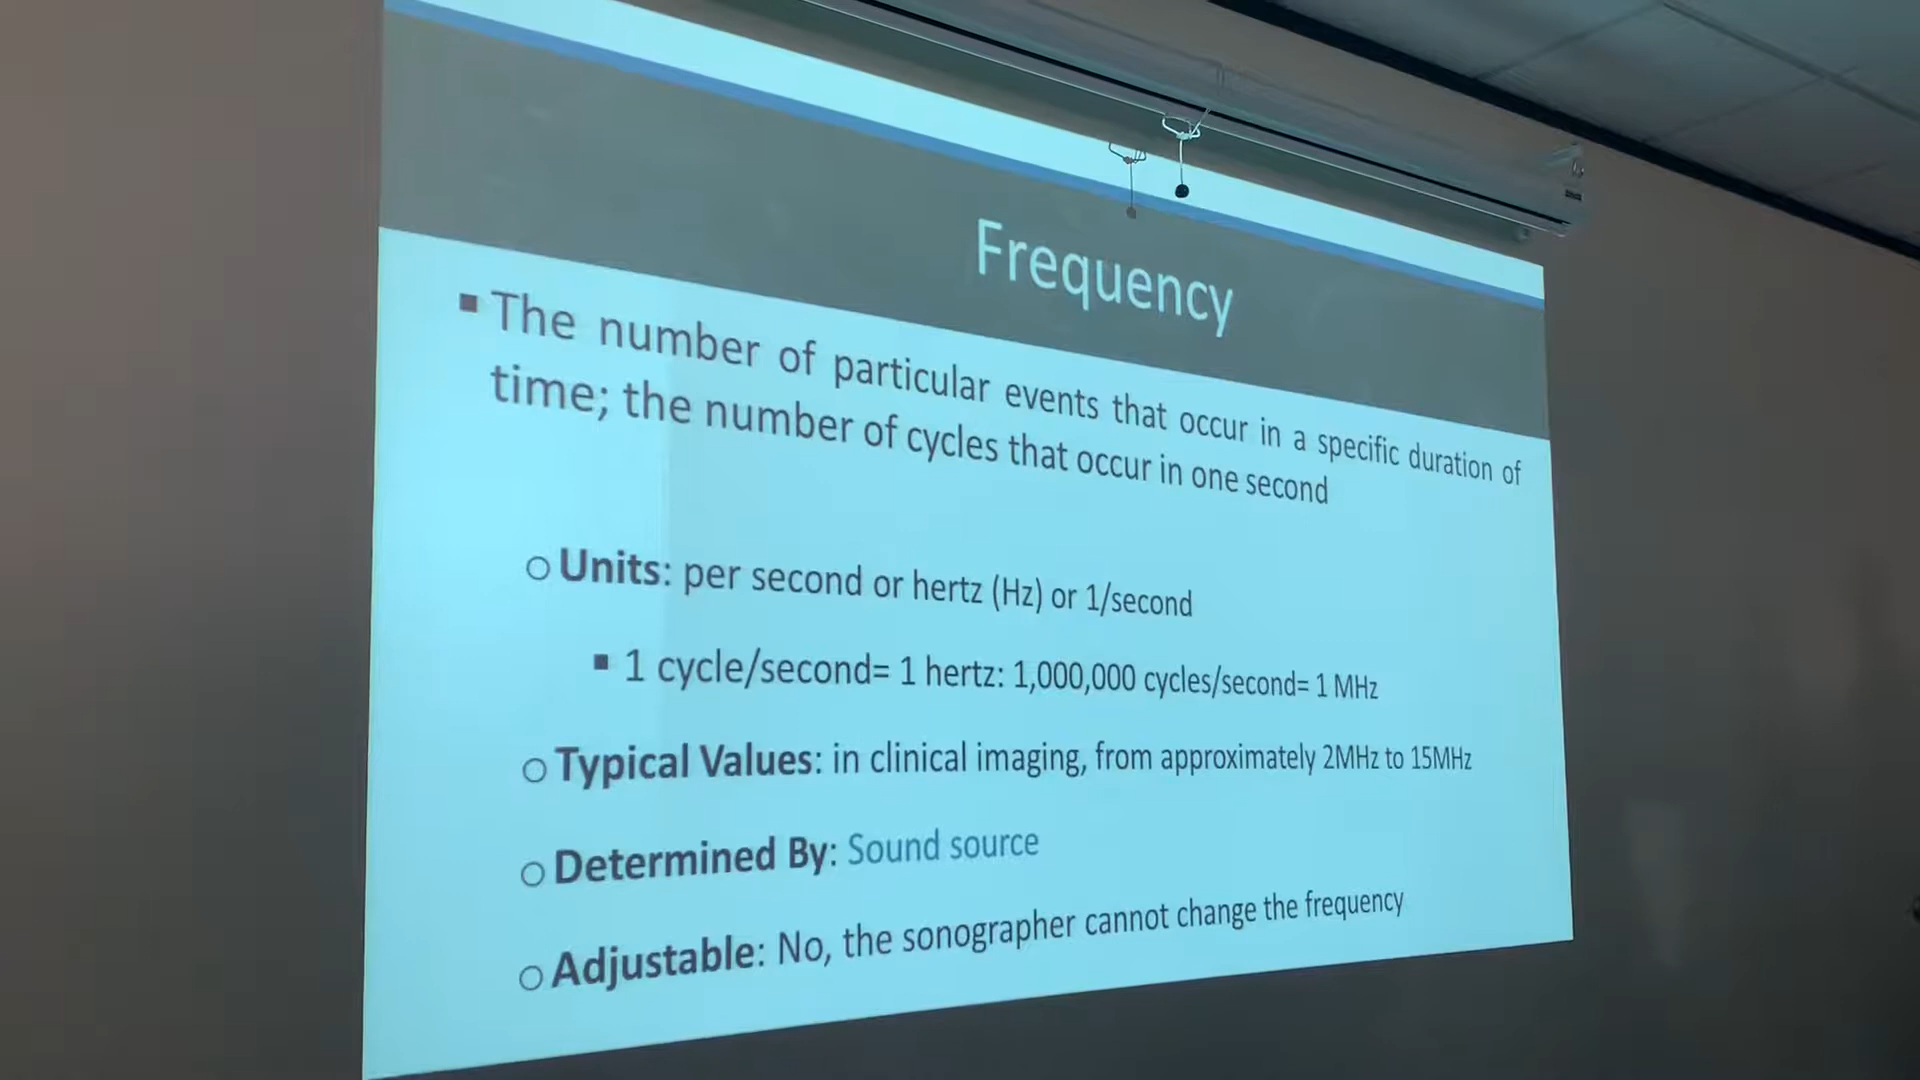 Frequency
▪ The number of particular events that occur in a specific duration of
time; the number of cycles that occur in one second
o Units: per second or hertz (Hz) or 1/second
▪ 1 cycle/second= 1 hertz: 1,000,000 cycles/second= 1 MHz
o Typical Values: in clinical imaging, from approximately 2MHz to 15MHz
o Determined By: Sound source
o Adjustable: No, the sonographer cannot change the frequency